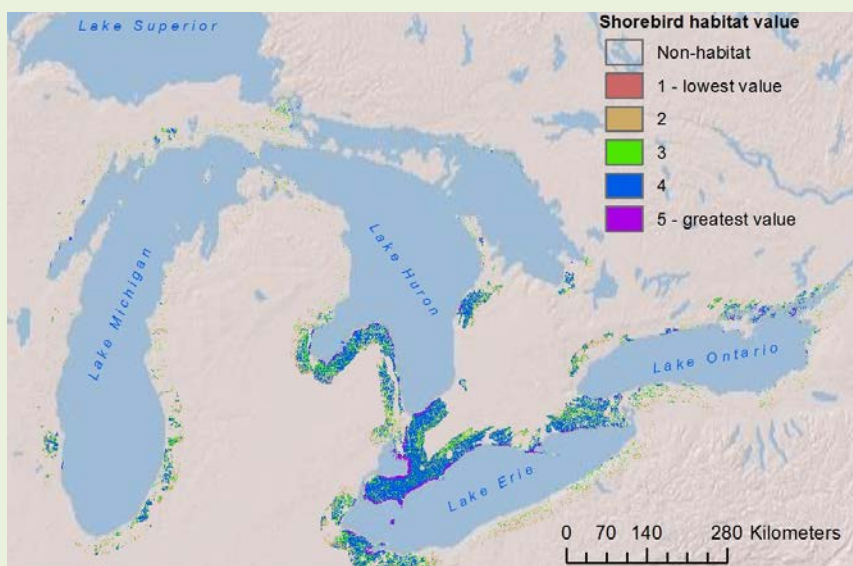 Lake Superior
Shorebird habitat value
Non-habitat
1 - lowest value
2
3
4
5 - greatest value
Lake Michigan
Lake Huron
Lake Ontario
Lake Erie
0 70 140 280 Kilometers